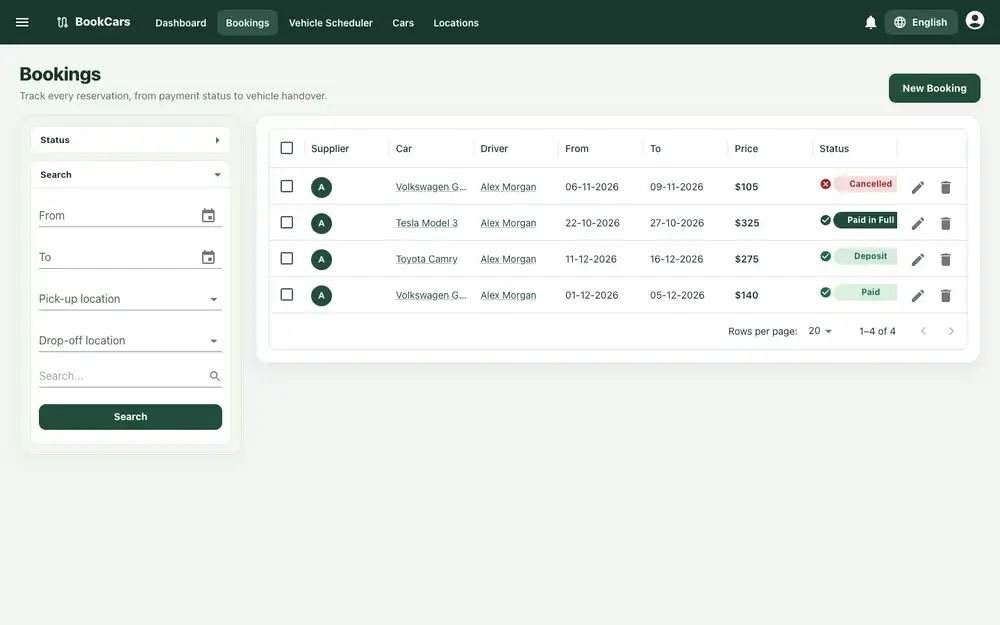 BookCars Dashboard Bookings Vehicle Scheduler Cars Locations English
Bookings
Track every reservation, from payment status to vehicle handover.
New Booking
Status
Search
From
To
Pick-up location
Drop-off location
Search...
Search
Supplier Car Driver From To Price Status
A Volkswagen G... Alex Morgan 06-11-2026 09-11-2026 $105 Cancelled
A Tesla Model 3 Alex Morgan 22-10-2026 27-10-2026 $325 Paid in Full
A Toyota Camry Alex Morgan 11-12-2026 16-12-2026 $275 Deposit
A Volkswagen G... Alex Morgan 01-12-2026 05-12-2026 $140 Paid
Rows per page: 20 1–4 of 4